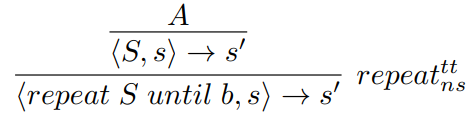 A
⟨S, s⟩ → s′
⟨repeat S until b, s⟩ → s′ repeat^{tt}_{ns}